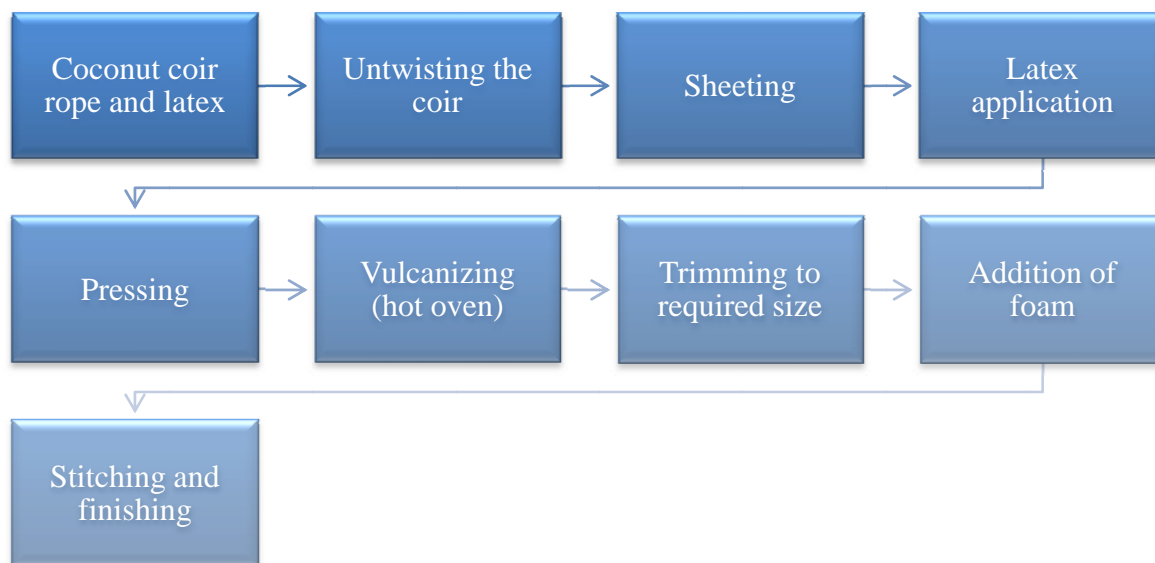 Coconut coir
rope and latex
Untwisting the
coir
Sheeting
Latex
application
Pressing
Vulcanizing
(hot oven)
Trimming to
required size
Addition of
foam
Stitching and
finishing